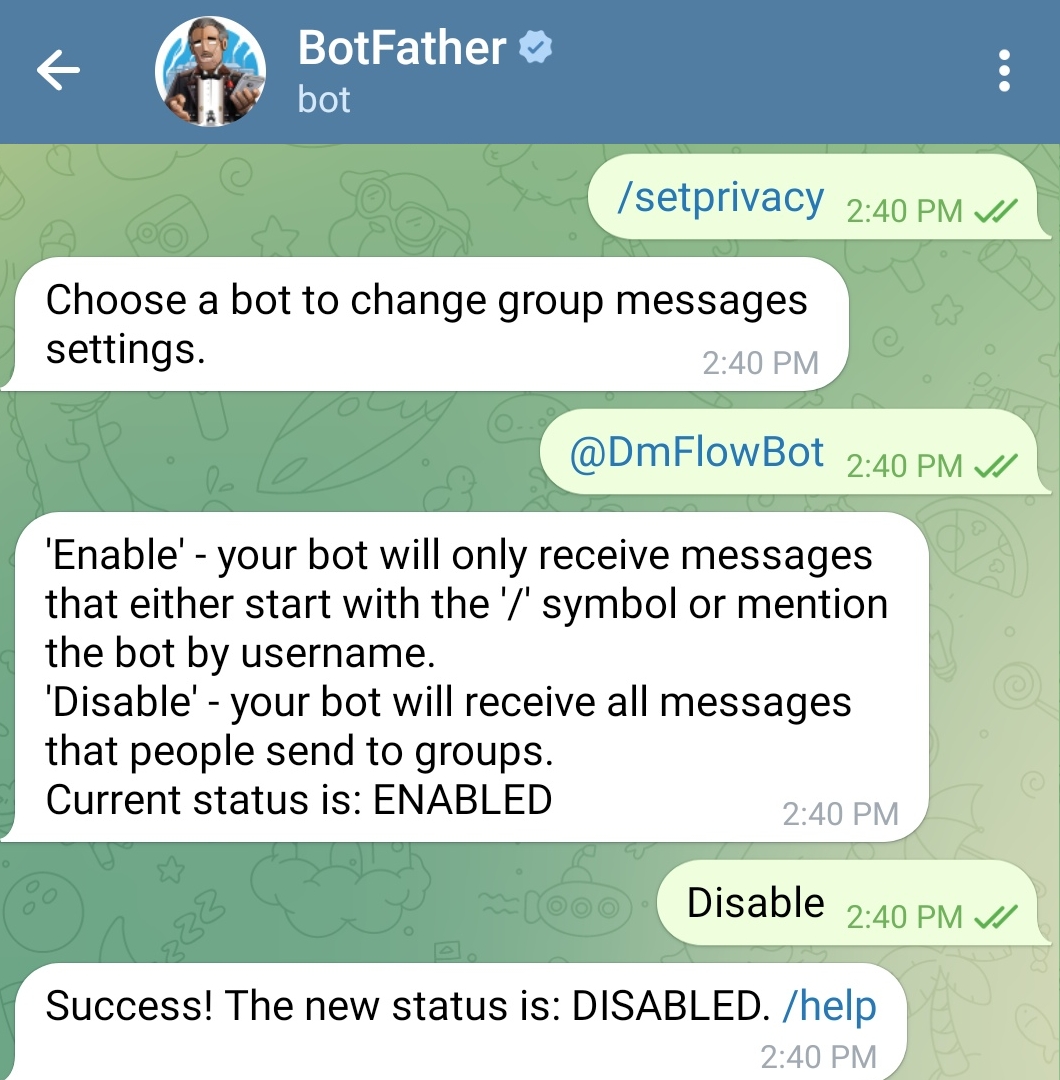 BotFather
bot
/setprivacy 2:40 PM
Choose a bot to change group messages
settings.
2:40 PM
@DmFlowBot 2:40 PM
'Enable' - your bot will only receive messages
that either start with the '/' symbol or mention
the bot by username.
'Disable' - your bot will receive all messages
that people send to groups.
Current status is: ENABLED
2:40 PM
Disable 2:40 PM
Success! The new status is: DISABLED. /help
2:40 PM